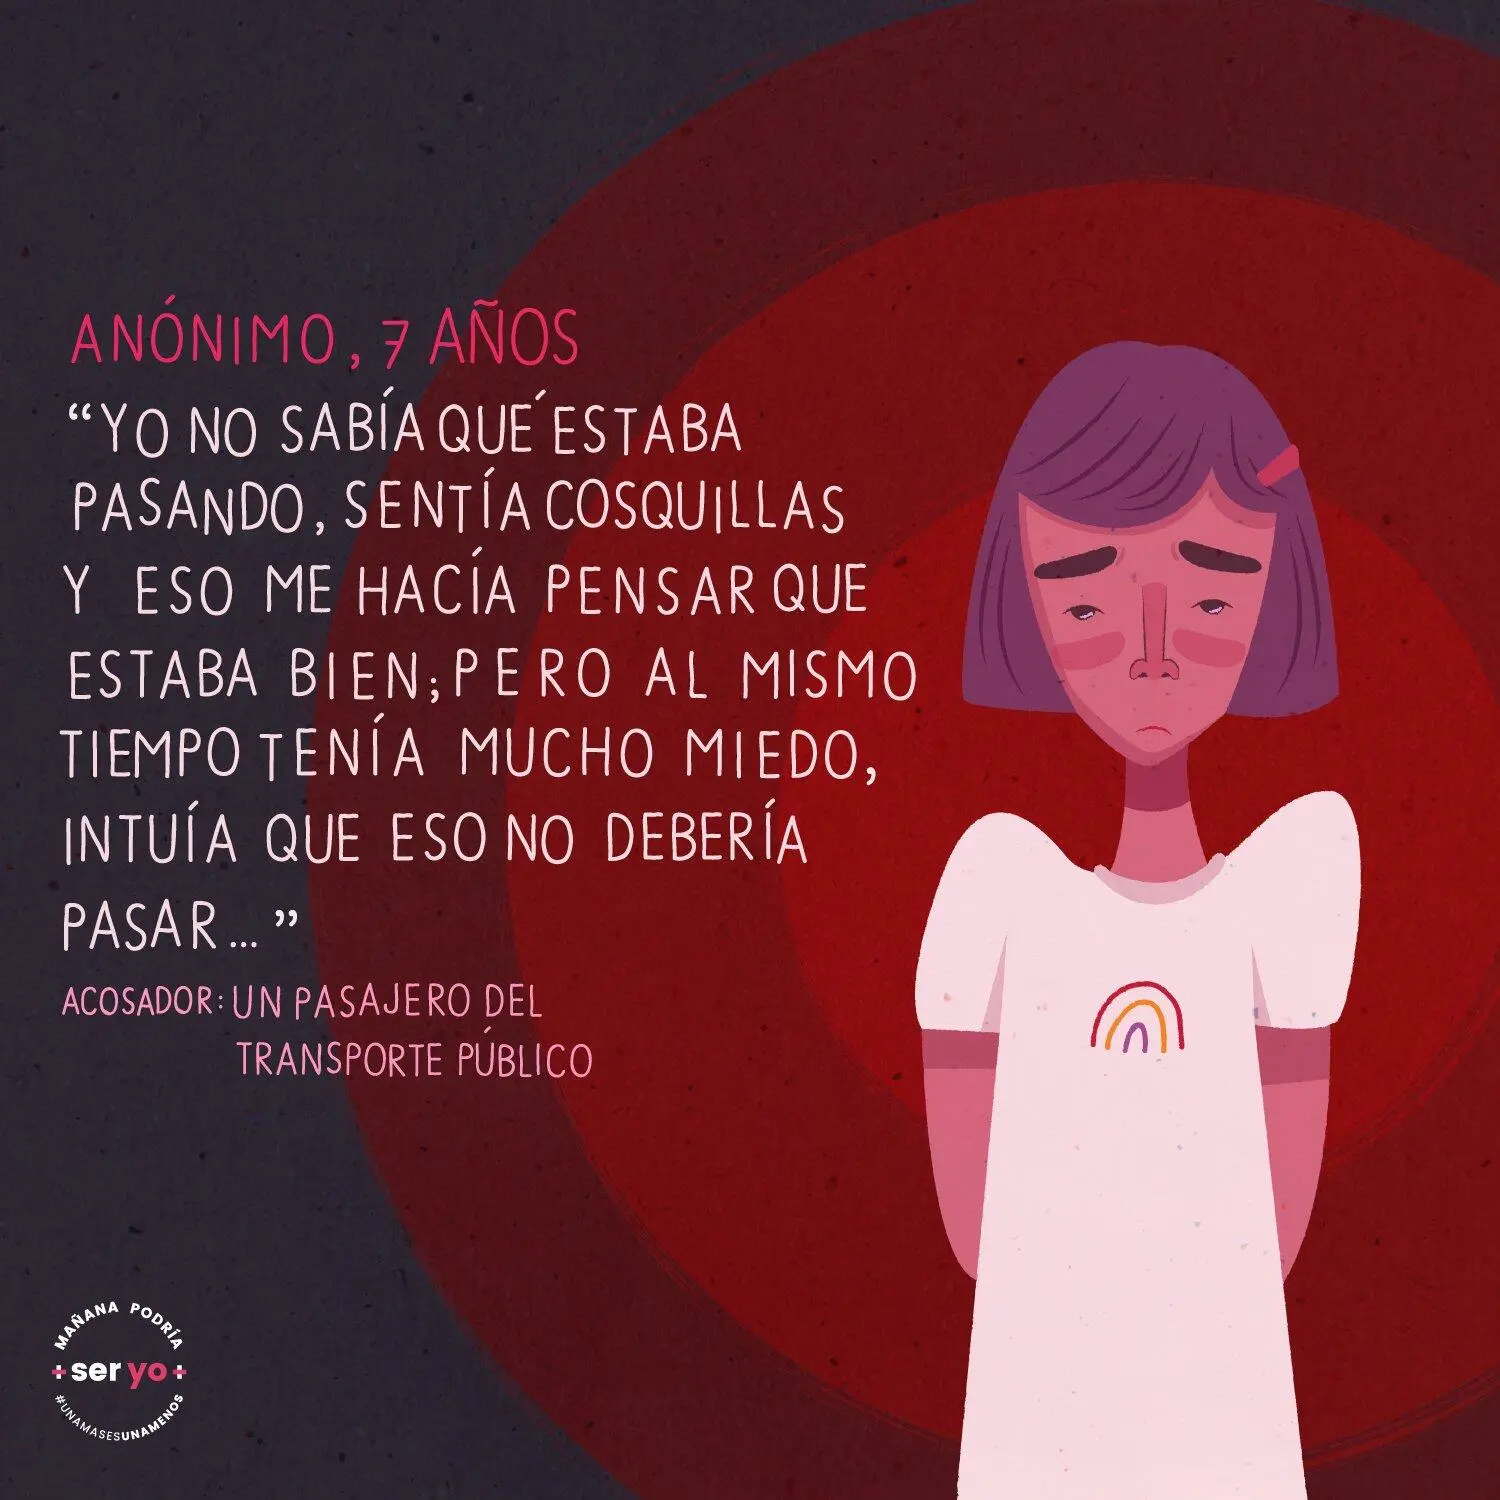 ANÓNIMO, 7 AÑOS
“YO NO SABÍA QUÉ ESTABA
PASANDO, SENTÍA COSQUILLAS
Y ESO ME HACÍA PENSAR QUE
ESTABA BIEN; PERO AL MISMO
TIEMPO TENÍA MUCHO MIEDO,
INTUÍA QUE ESO NO DEBERÍA
PASAR...”
ACOSADOR: UN PASAJERO DEL
TRANSPORTE PÚBLICO
MAÑANA PODRÍA
ser yo
#UNAMASESUNAMENOS